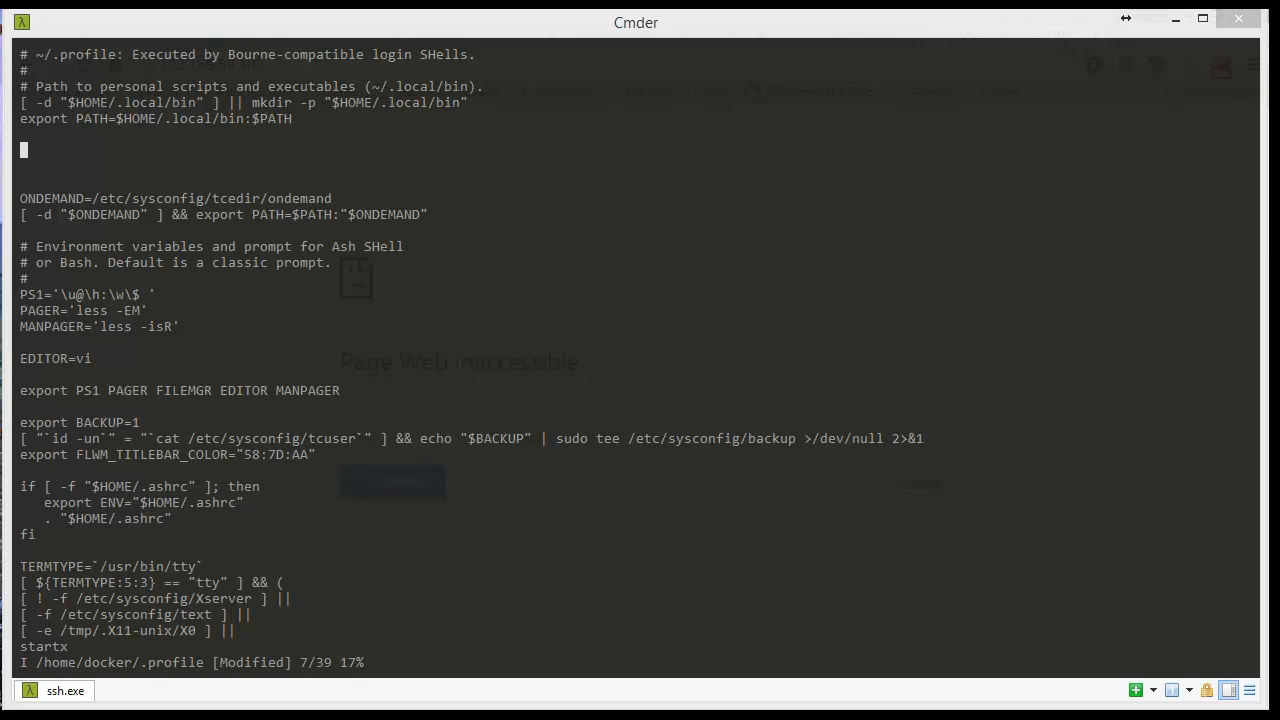 Cmder
# ~/.profile: Executed by Bourne-compatible login SHells.
#
# Path to personal scripts and executables (~/.local/bin).
[ -d "$HOME/.local/bin" ] || mkdir -p "$HOME/.local/bin"
export PATH=$HOME/.local/bin:$PATH
ONDEMAND=/etc/sysconfig/tcedir/ondemand
[ -d "$ONDEMAND" ] && export PATH=$PATH:"$ONDEMAND"
# Environment variables and prompt for Ash SHell
# or Bash. Default is a classic prompt.
#
PS1='\u@\h:\w\$ '
PAGER='less -EM'
MANPAGER='less -isR'
EDITOR=vi
Page Web inaccessible
export PS1 PAGER FILEMGR EDITOR MANPAGER
export BACKUP=1
[ "`id -un`" = "`cat /etc/sysconfig/tcuser`" ] && echo "$BACKUP" | sudo tee /etc/sysconfig/backup >/dev/null 2>&1
export FLWM_TITLEBAR_COLOR="58:7D:AA"
if [ -f "$HOME/.ashrc" ]; then
   export ENV="$HOME/.ashrc"
   . "$HOME/.ashrc"
fi
TERMTYPE=`/usr/bin/tty`
[ ${TERMTYPE:5:3} == "tty" ] && (
[ ! -f /etc/sysconfig/Xserver ] ||
[ -f /etc/sysconfig/text ] ||
[ -e /tmp/.X11-unix/X0 ] ||
startx
I /home/docker/.profile [Modified] 7/39 17%
ssh.exe